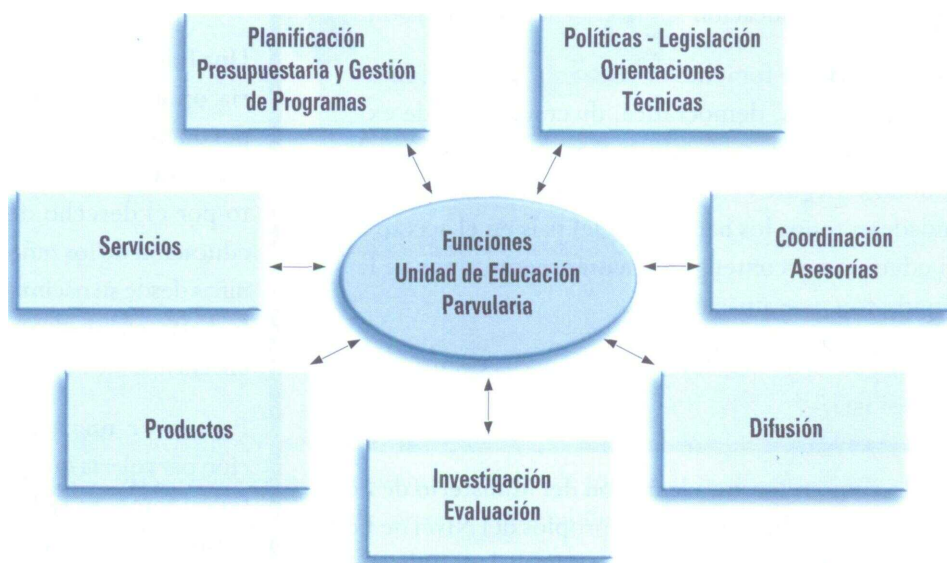 Planificación
Presupuestaria y Gestión
de Programas
Políticas - Legislación
Orientaciones
Técnicas
Servicios
Funciones
Unidad de Educación
Parvularia
Coordinación
Asesorías
Productos
Difusión
Investigación
Evaluación